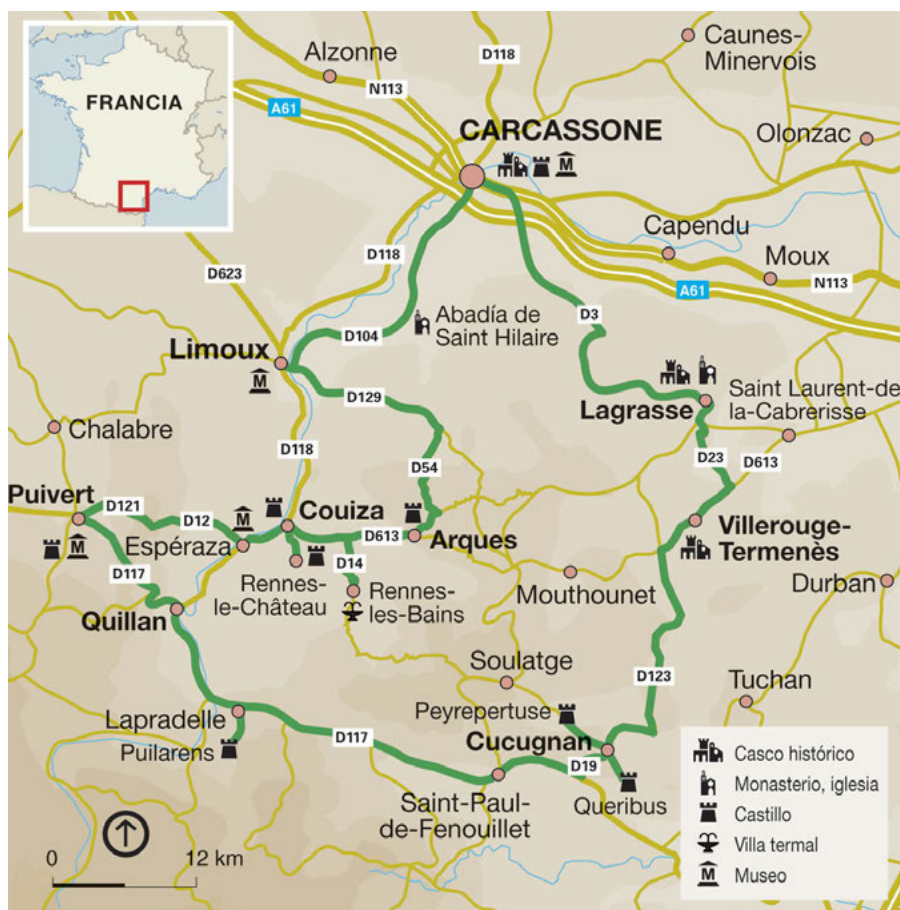 FRANCIA
Alzonne
D118
Caunes-
Minervois
N113
A61
CARCASSONE
M
Olonzac
D118
D623
Capendu
Moux
A61
N113
Abadía de
Saint Hilaire
D3
D104
Limoux
M
D129
Lagrasse
Saint Laurent-de
la-Cabrerisse
Chalabre
D118
D54
D23
D613
Puivert
D121
D12
M
Couiza
D613
Arques
Villerouge-
Termenès
M
Espéraza
D14
D117
Rennes-
le-Château
Rennes-
les-Bains
Mouthounet
Durban
Quillan
Soulatge
D123
Tuchan
Peyrepertuse
Lapradelle
Puilarens
D117
Cucugnan
D19
Queribus
Saint-Paul-
de-Fenouillet
Casco histórico
Monasterio, iglesia
Castillo
Villa termal
M
Museo
0
12 km